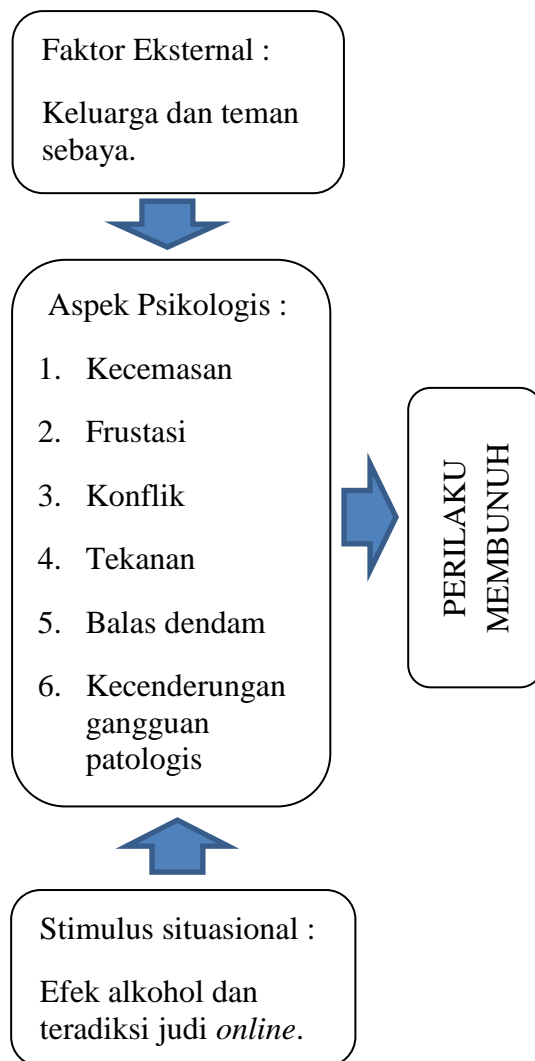 Faktor Eksternal :
Keluarga dan teman
sebaya.
Aspek Psikologis :
1. Kecemasan
2. Frustasi
3. Konflik
4. Tekanan
5. Balas dendam
6. Kecenderungan
gangguan
patologis
PERILAKU
MEMBUNUH
Stimulus situasional :
Efek alkohol dan
teradiksi judi online.